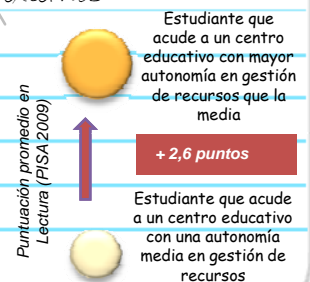 Estudiante que
acude a un centro
educativo con mayor
autonomía en gestión
de recursos que la
media
Puntuación promedio en
Lectura (PISA 2009)
+ 2,6 puntos
Estudiante que acude
a un centro educativo
con una autonomía
media en gestión de
recursos